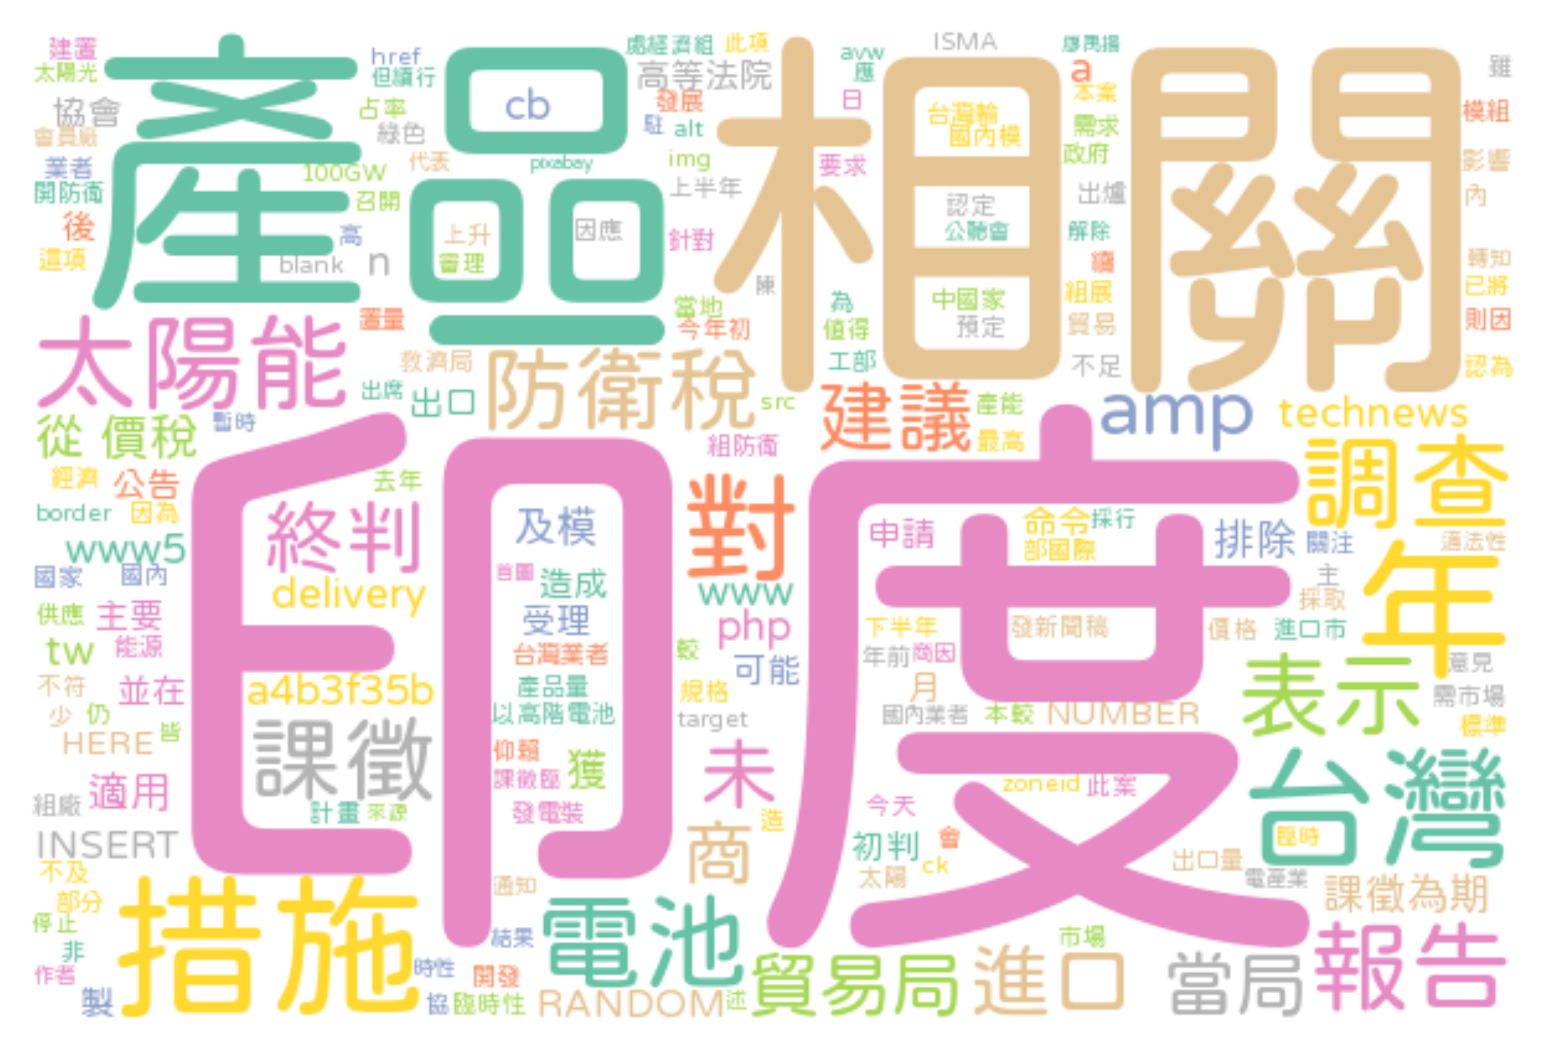 建置
href
處經濟組
此項
avw
ISMA
太陽光
但續行
高等法院
應
a
雖
協會
占率
cb
發展
日
台灣輸
本案
模組
會員廠
綠色
駐
alt
國內模
需求
產品
相關
業者
代表
pixabay
img
要求
政府
影響
100GW
開防衛
召開
上半年
認定
出爐
內
後
高
上升
因應
針對
公聽會
解除
這項
blank
n
審理
陳
續
轉知
當地
為
中國家
組展
已將
置量
今年初
值得
預定
貿易
則因
太陽能
救濟局
防衛稅
工部
不足
認為
出席
出口
src
建議
產能
amp
technews
從 價稅
暫時
組防衛
最高
調查
經濟
公告
去年
border
因為
終判
及模
對
申請
命令
採行
排除
關注
適法性
www5
部國際
印度
國家
國內
首圖
造成
主
年
delivery
www
採取
供應
主要
受理
php
下半年
發新聞稿
價格
進口市
tw
能源
台灣業者
較
可能
年前
商因
表示
意見
不符
並在
a4b3f35b
產品量
規格
月
需市場
少
仍
以高階電池
target
國內業者
本較
NUMBER
標準
HERE
皆
課徵
仰賴
獲
未
台灣
組廠
適用
課徵臨
zoneid
此案
計畫
來源
發電裝
造
今天
INSERT
商
初判
會
臨時
不及
太陽
ck
出口量
電產業
部分
措施
通知
電池
課徵為期
停止
結果
市場
報告
非
作者
時性
開發
貿易局
進口
當局
製
協
臨時性
RANDOM
述